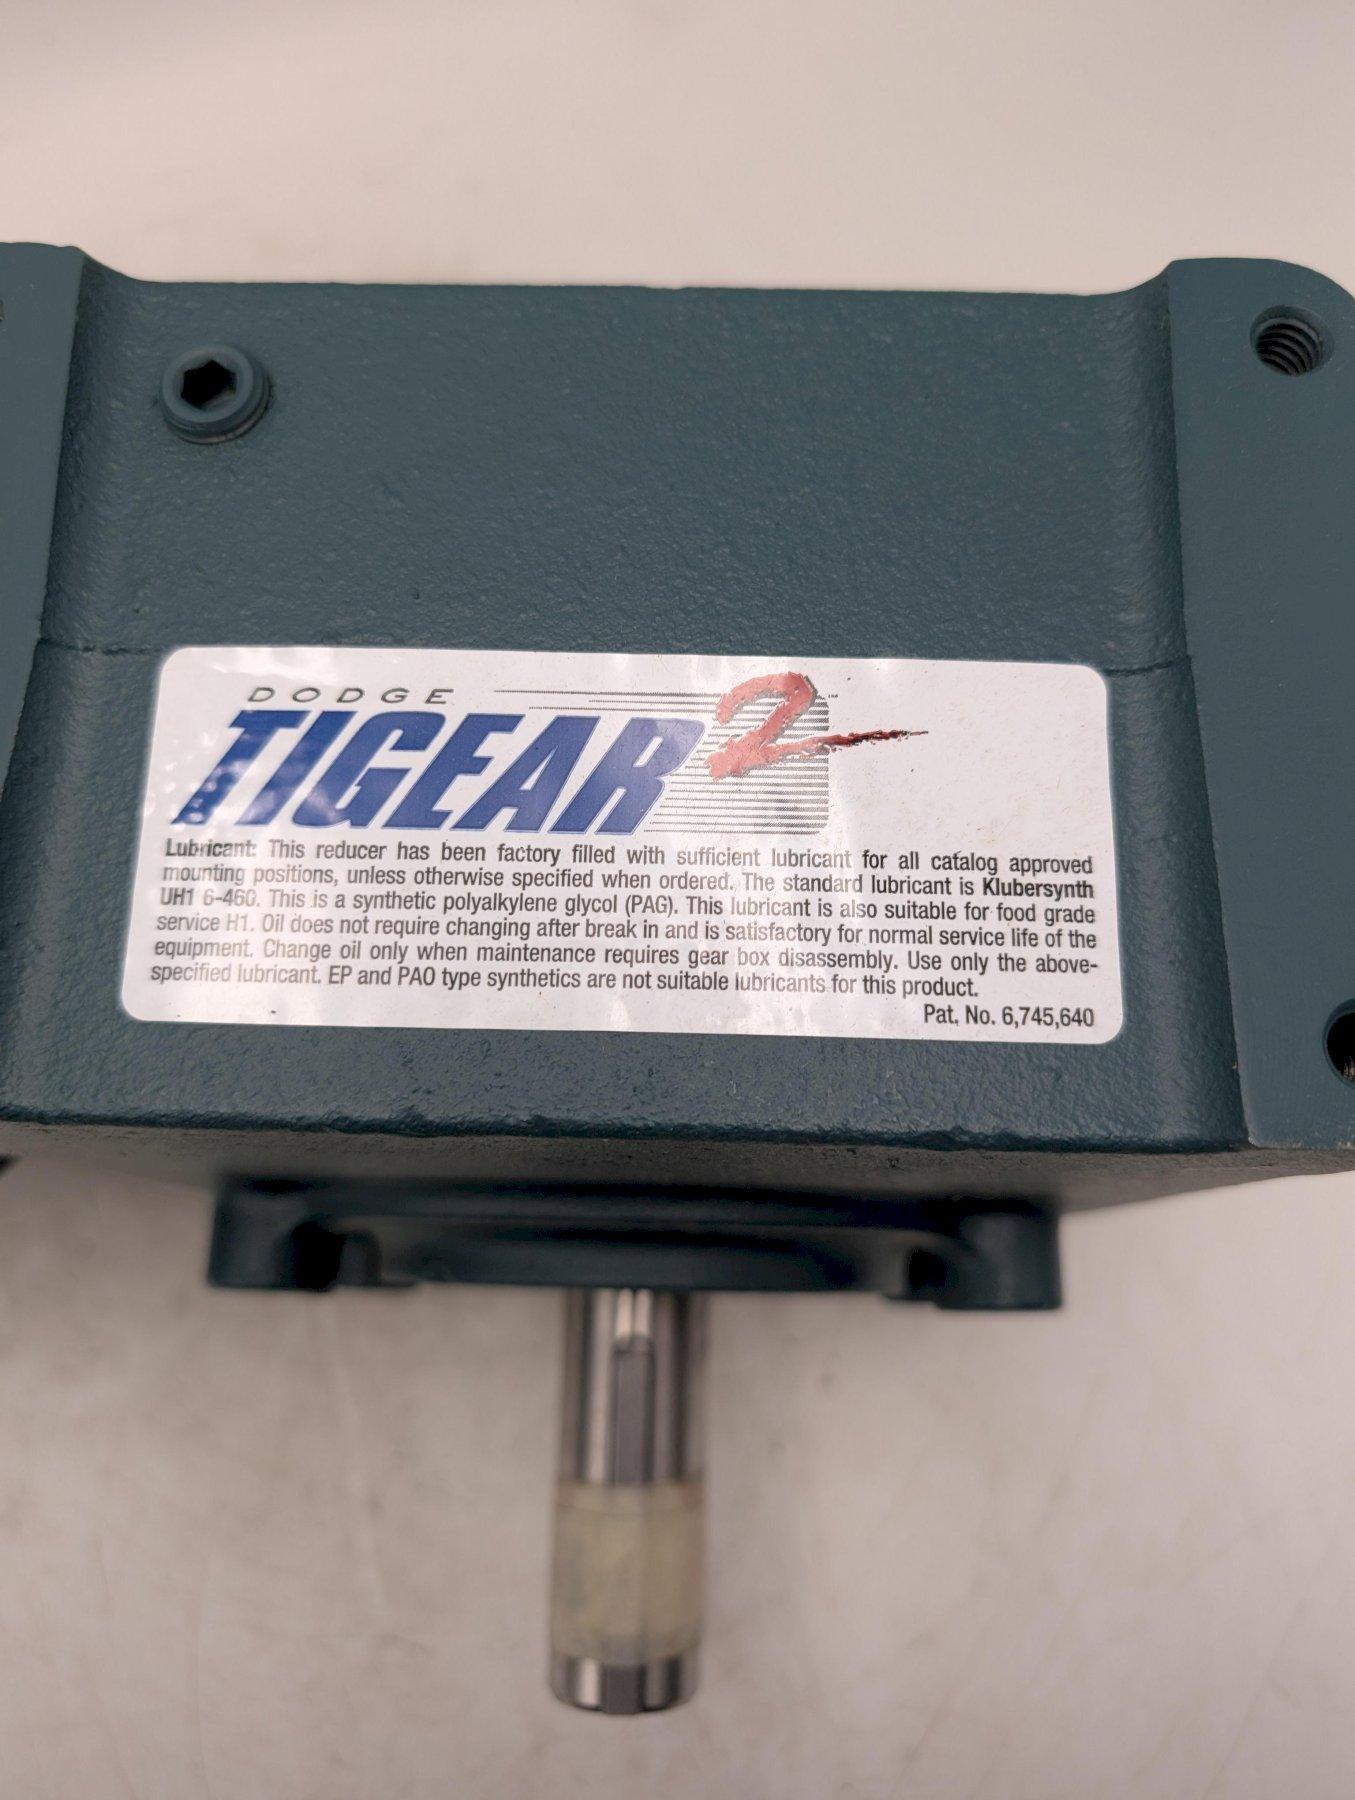 DODGE
TIGEAR 2 ™
Lubricant: This reducer has been factory filled with sufficient lubricant for all catalog approved
mounting positions, unless otherwise specified when ordered. The standard lubricant is Klubersynth
UH1 6-460. This is a synthetic polyalkylene glycol (PAG). This lubricant is also suitable for food grade
service H1. Oil does not require changing after break in and is satisfactory for normal service life of the
equipment. Change oil only when maintenance requires gear box disassembly. Use only the above-
specified lubricant. EP and PAO type synthetics are not suitable lubricants for this product.
Pat. No. 6,745,640